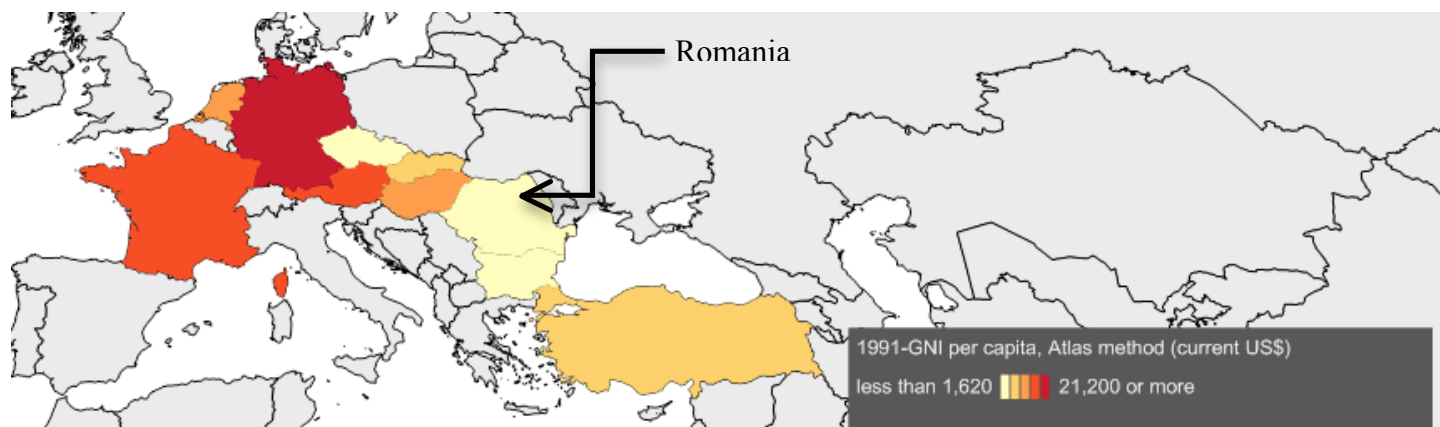 Romania
1991-GNI per capita, Atlas method (current US$)
less than 1,620 21,200 or more